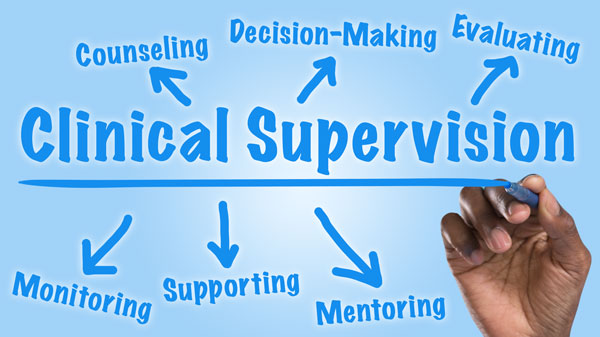 Counseling
Decision-Making
Evaluating
Clinical Supervision
Monitoring
Supporting
Mentoring